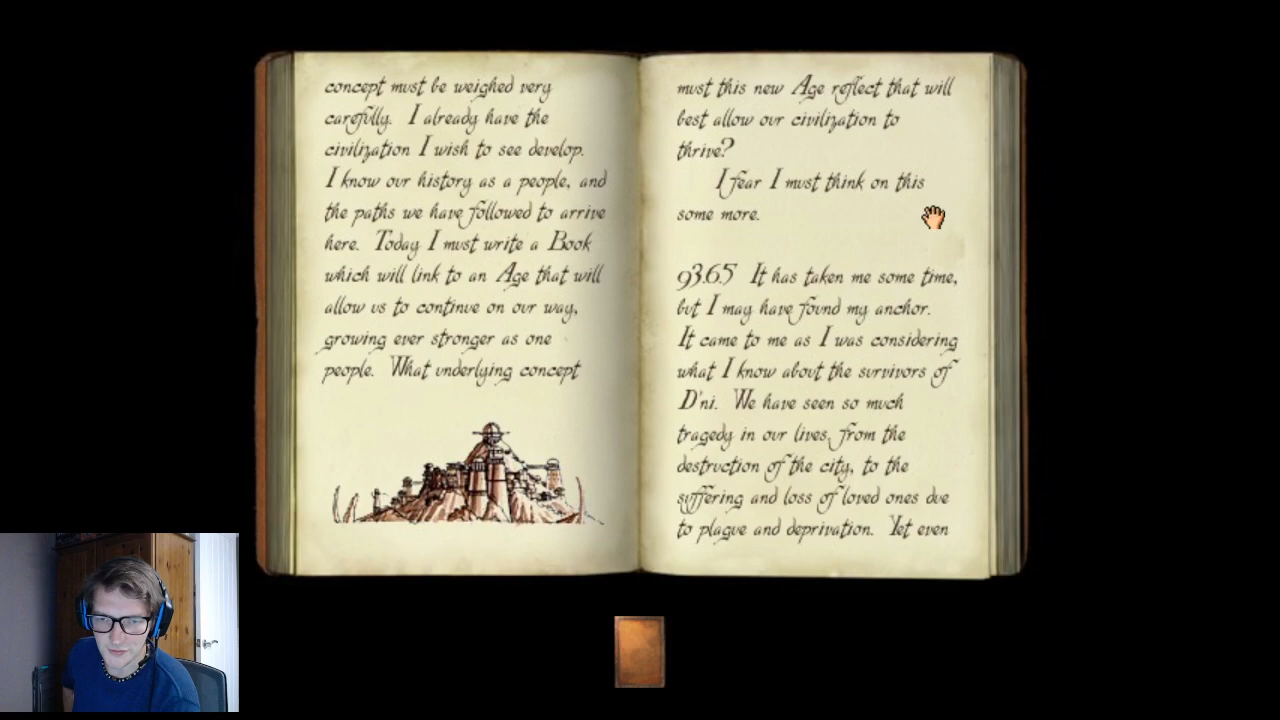 concept must be weighed very
carefully. I already have the
civilization I wish to see develop.
I know our history as a people, and
the paths we have followed to arrive
here. Today I must write a Book
which will link to an Age that will
allow us to continue on our way,
growing ever stronger as one
people. What underlying concept
must this new Age reflect that will
best allow our civilization to
thrive?
I fear I must think on this
some more.
93.6.5 It has taken me some time,
but I may have found my anchor.
It came to me as I was considering
what I know about the survivors of
D'ni. We have seen so much
tragedy in our lives, from the
destruction of the city, to the
suffering and loss of loved ones due
to plague and deprivation. Yet even